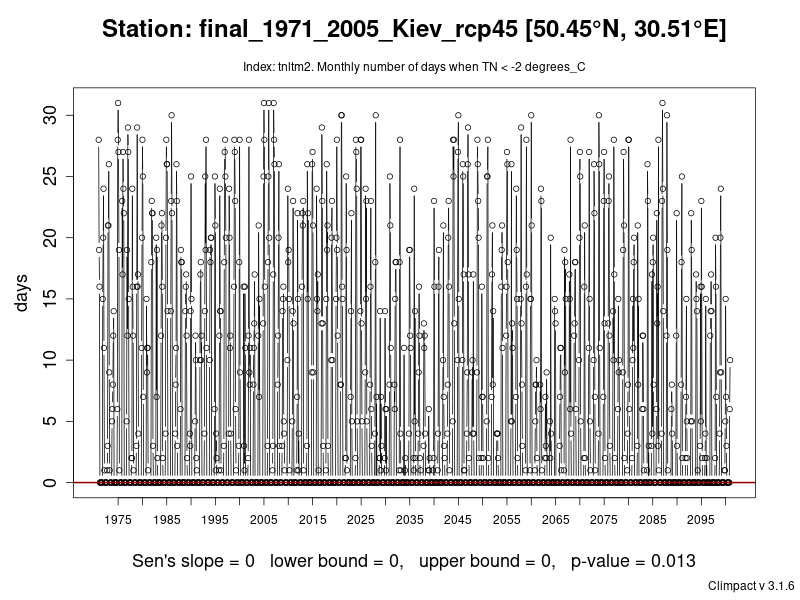 Station: final_1971_2005_Kiev_rcp45 [50.45°N, 30.51°E]
Index: tnltm2. Monthly number of days when TN < -2 degrees_C
days
30
25
20
15
10
5
0
1975 1985 1995 2005 2015 2025 2035 2045 2055 2065 2075 2085 2095
Sen's slope = 0 lower bound = 0, upper bound = 0, p-value = 0.013
Climpact v 3.1.6